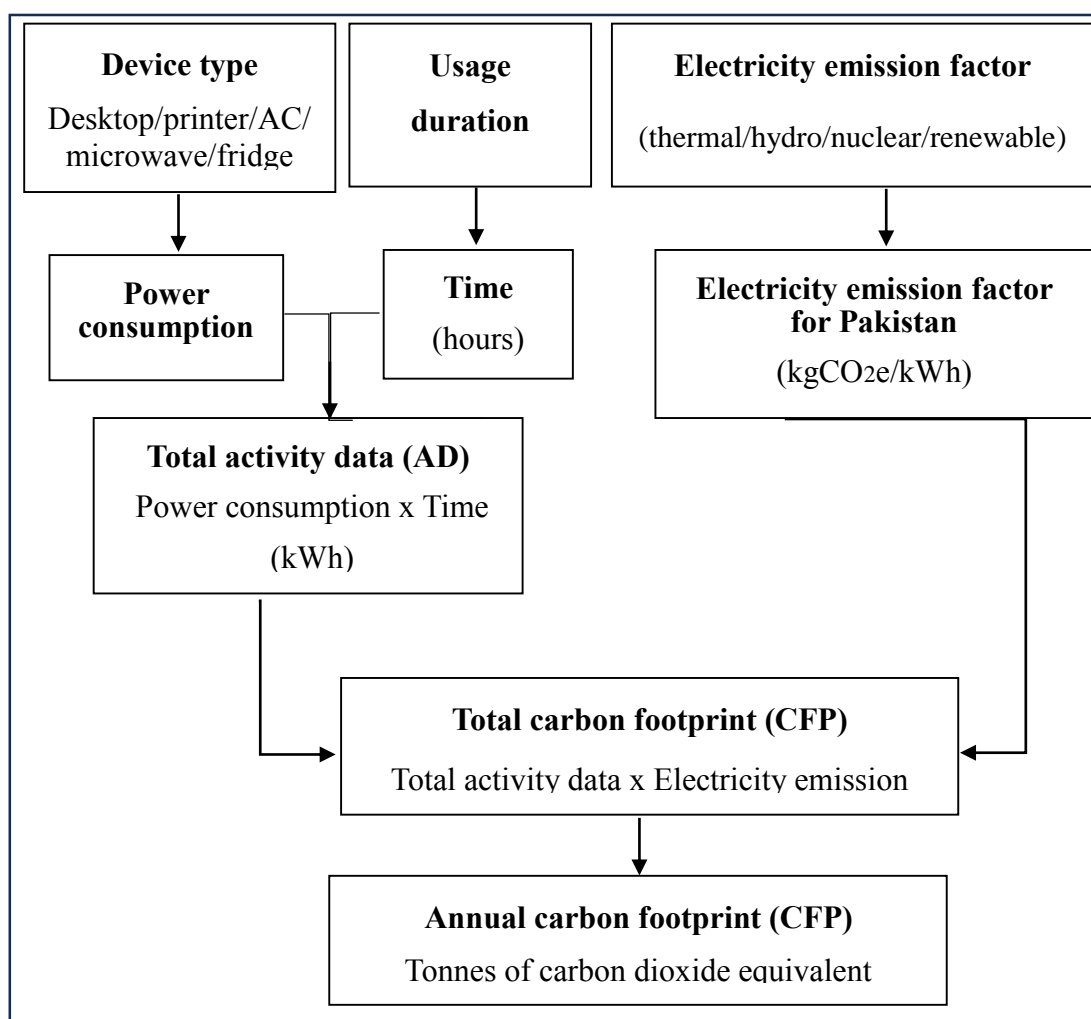 Device type
Desktop/printer/AC/
microwave/fridge
Usage
duration
Electricity emission factor
(thermal/hydro/nuclear/renewable)
Power
consumption
Time
(hours)
Electricity emission factor
for Pakistan
(kgCO2e/kWh)
Total activity data (AD)
Power consumption x Time
(kWh)
Total carbon footprint (CFP)
Total activity data x Electricity emission
Annual carbon footprint (CFP)
Tonnes of carbon dioxide equivalent